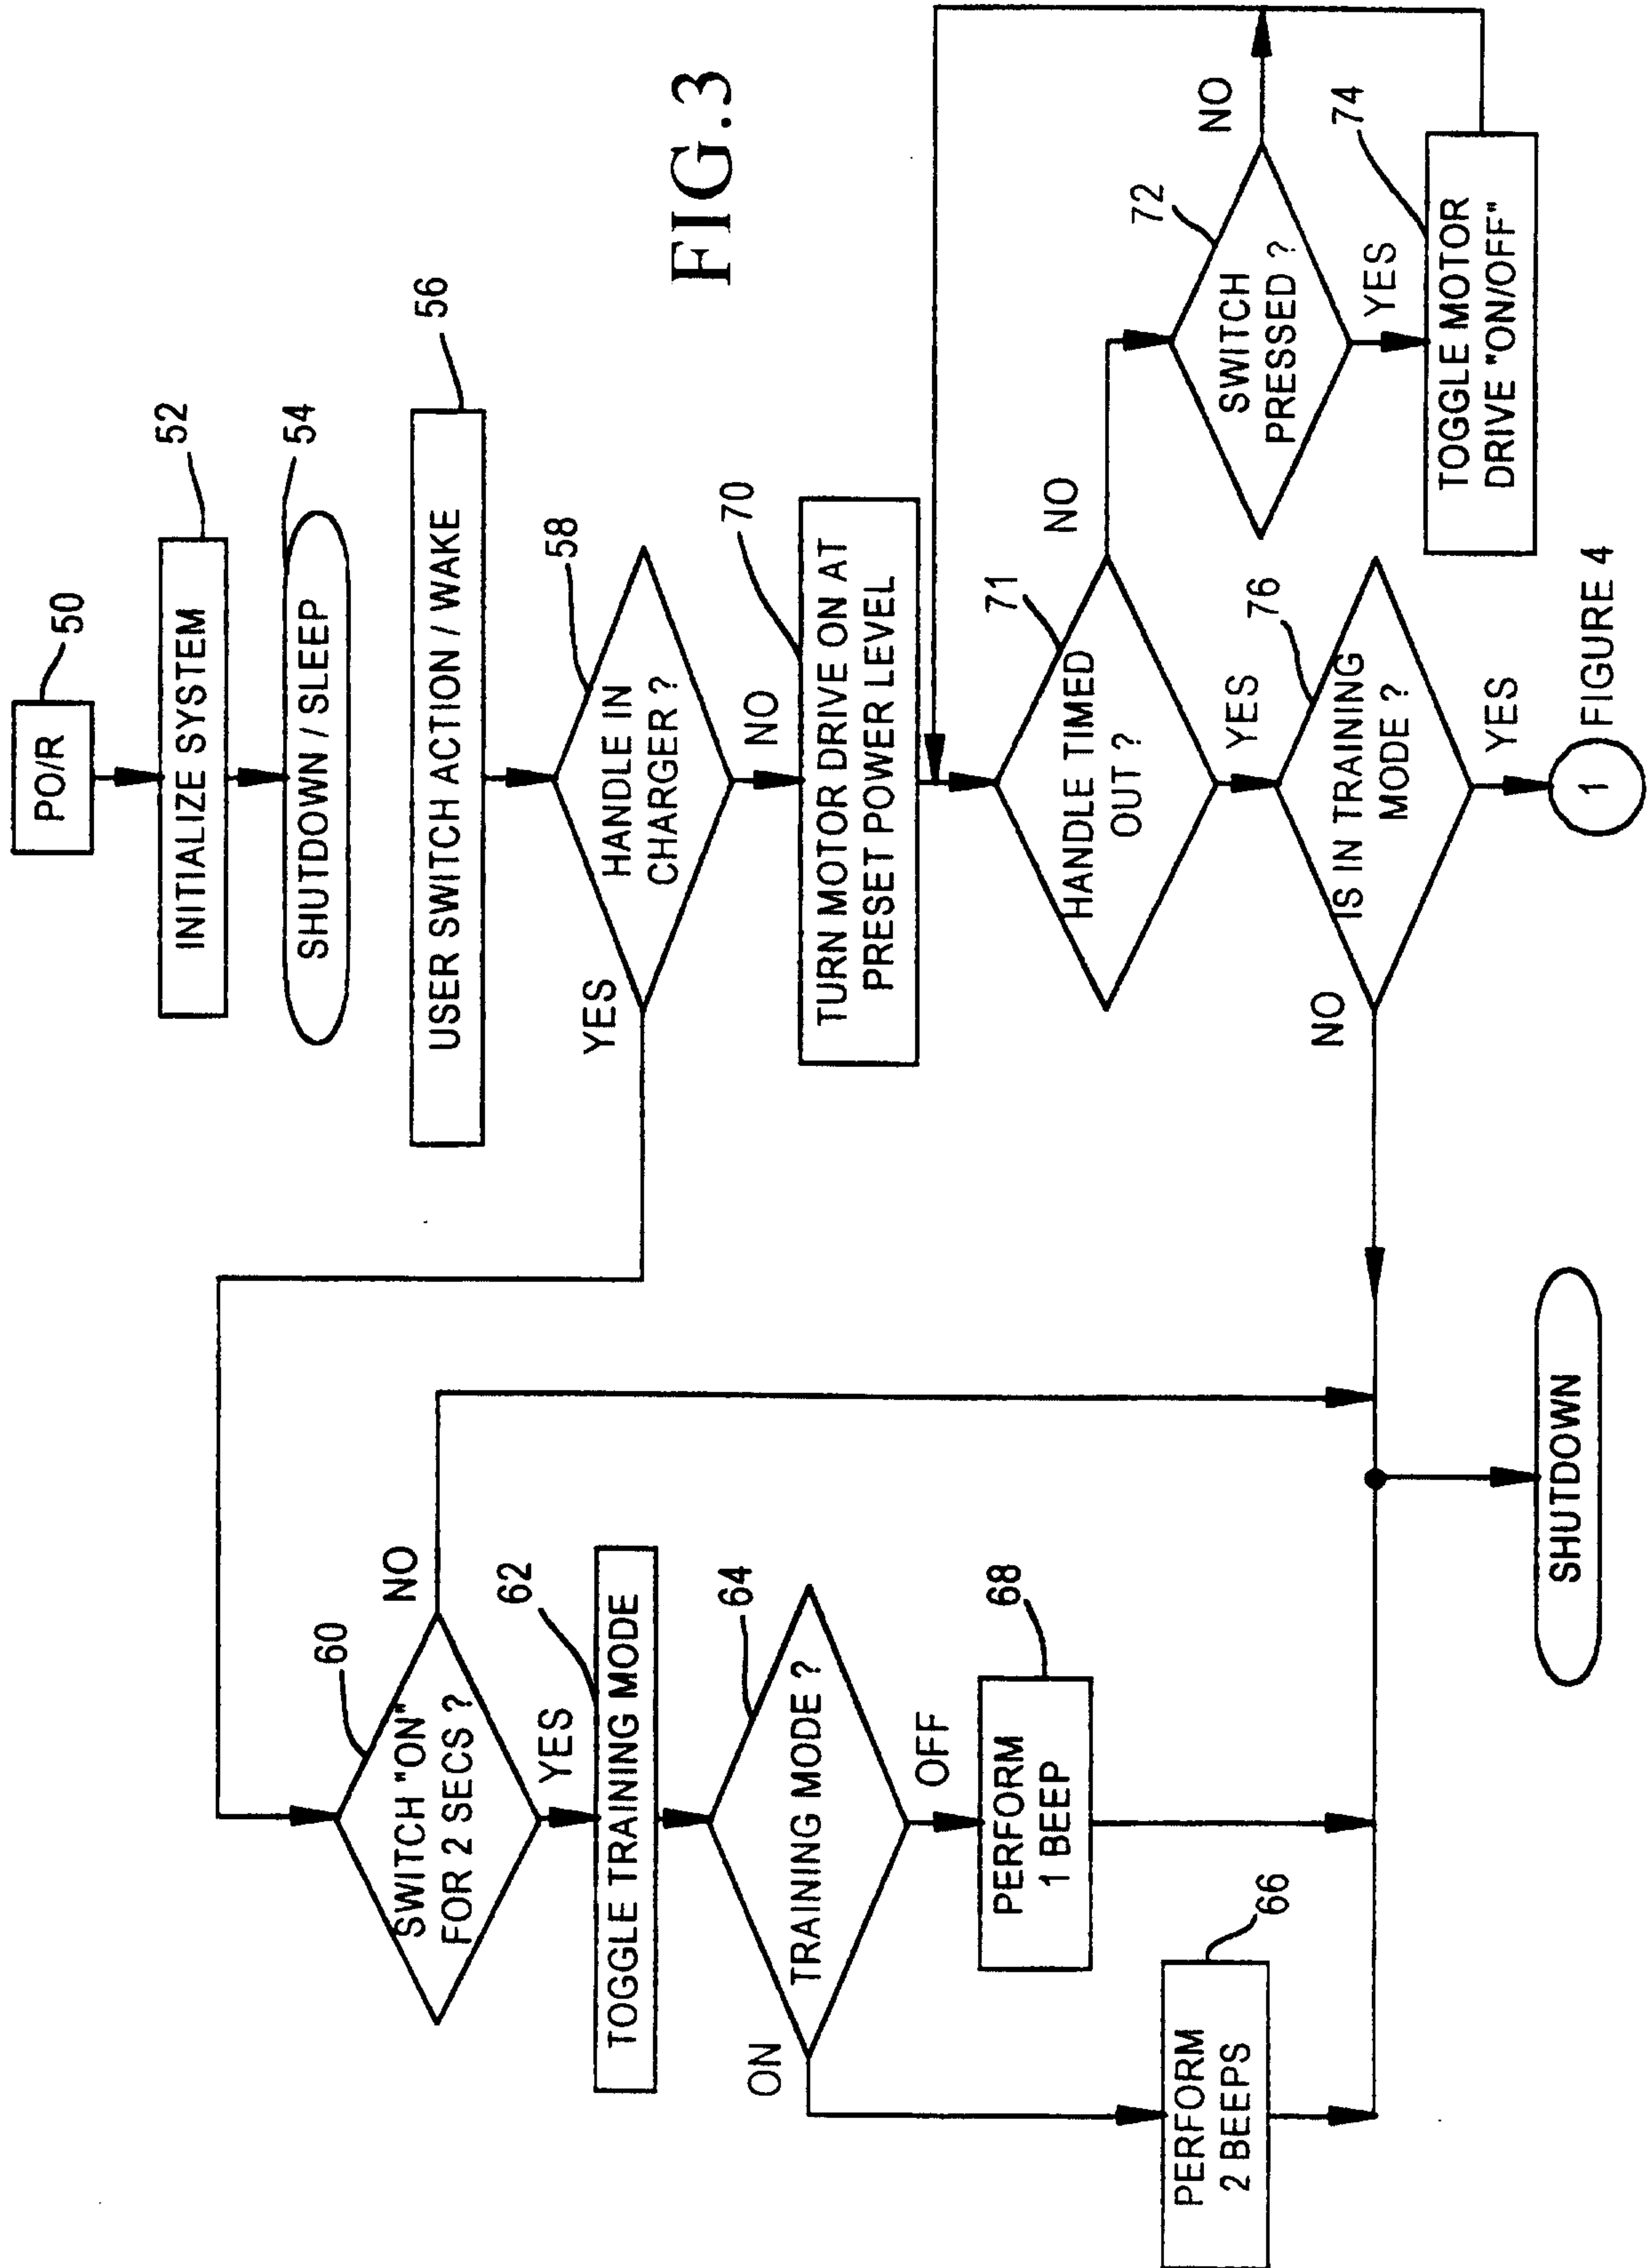 PO/R
50
INITIALIZE SYSTEM
52
SHUTDOWN / SLEEP
54
USER SWITCH ACTION / WAKE
56
HANDLE IN
CHARGER ?
58
YES
NO
SWITCH "ON"
FOR 2 SECS ?
60
NO
YES
TOGGLE TRAINING MODE
62
TRAINING MODE ?
64
ON
OFF
PERFORM
1 BEEP
68
PERFORM
2 BEEPS
66
TURN MOTOR DRIVE ON AT
PRESET POWER LEVEL
70
HANDLE TIMED
OUT ?
71
NO
YES
SWITCH
PRESSED ?
72
NO
YES
TOGGLE MOTOR
DRIVE "ON/OFF"
74
IS IN TRAINING
MODE ?
76
NO
YES
SHUTDOWN
1 FIGURE 4
FIG.3